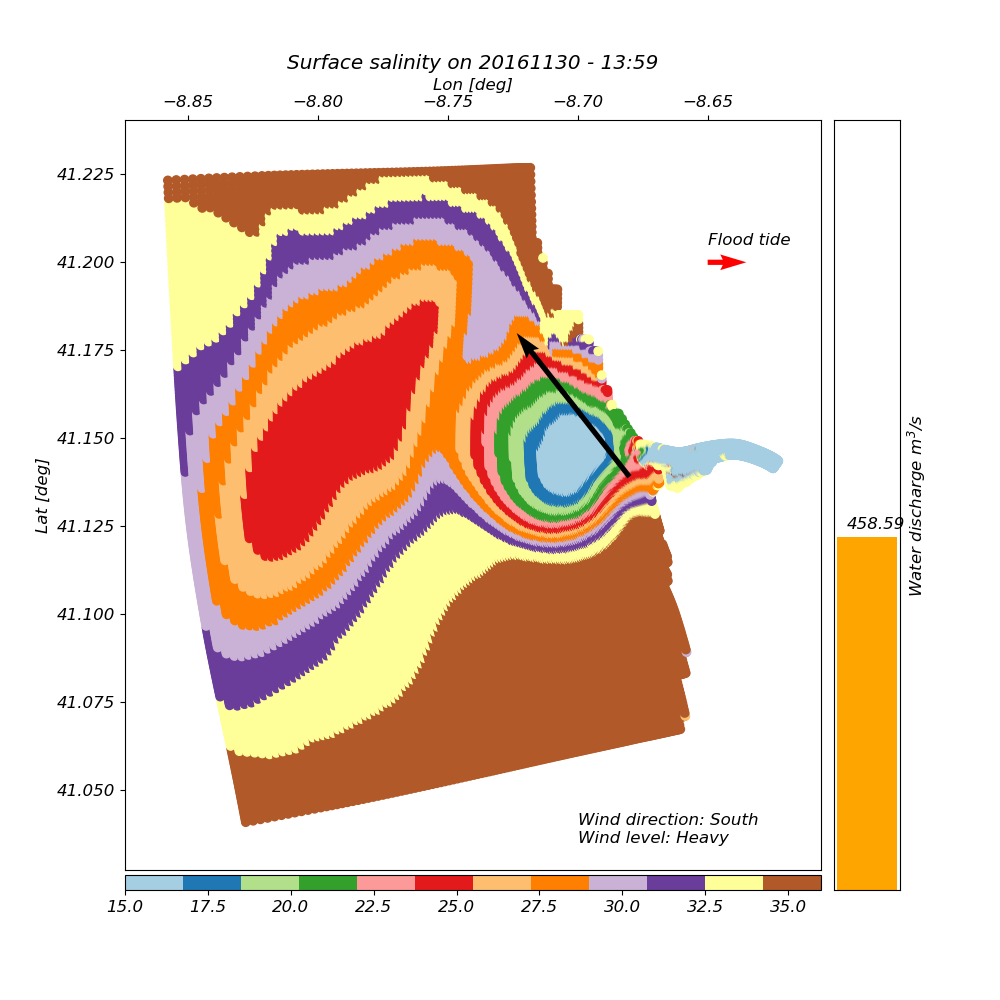 Surface salinity on 20161130 - 13:59
Lon [deg]
−8.85 −8.80 −8.75 −8.70 −8.65
41.225
41.200
41.175
41.150
41.125
41.100
41.075
41.050
Lat [deg]
Flood tide
Wind direction: South
Wind level: Heavy
15.0 17.5 20.0 22.5 25.0 27.5 30.0 32.5 35.0
458.59
Water discharge m³/s